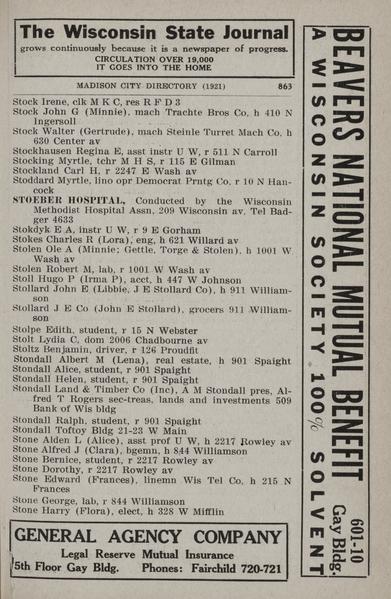 The Wisconsin State Journal
grows continuously because it is a newspaper of progress.
CIRCULATION OVER 19,000
IT GOES INTO THE HOME
MADISON CITY DIRECTORY (1921) 863
Stock Irene, clk M K C, res R F D 3
Stock John G (Minnie), mach Trachte Bros Co, h 410 N
Ingersoll
Stock Walter (Gertrude), mach Steinle Turret Mach Co, h
630 Center av
Stockhausen Regina E, asst instr U W, r 511 N Carroll
Stocking Myrtle, tchr M H S, r 115 E Gilman
Stockland Carl H, r 2247 E Wash av
Stoddard Myrtle, lino opr Democrat Prntg Co, r 10 N Han-
cock
STOEBER HOSPITAL, Conducted by the Wisconsin
Methodist Hospital Assn, 209 Wisconsin av, Tel Bad-
ger 4633
Stokdyk E A, instr U W, r 9 E Gorham
Stokes Charles R (Lora), eng, h 621 Willard av
Stolen Ole A (Minnie; Gettle, Torge & Stolen), h 1001 W
Wash av
Stolen Robert M, lab, r 1001 W Wash av
Stoll Hugo P (Irma P), acct, h 447 W Johnson
Stollard John E (Libbie, J E Stollard Co), h 911 William-
son
Stollard J E Co (John E Stollard), grocers 911 William-
son
Stolpe Edith, student, r 15 N Webster
Stolt Lydia C, dom 2006 Chadbourne av
Stoltz Benjamin, driver, r 126 Proudfit
Stondall Albert M (Lena), real estate, h 901 Spaight
Stondall Alice, student, r 901 Spaight
Stondall Helen, student, r 901 Spaight
Stondall Land & Timber Co (Inc), A M Stondall pres, Al-
fred T Rogers sec-treas, lands and investments 509
Bank of Wis bldg
Stondall Ralph, student, r 901 Spaight
Stondall Toftoy Bldg 21-23 W Main
Stone Alden L (Alice), asst prof U W, h 2217 Rowley av
Stone Alfred J (Clara), bgemn, h 844 Williamson
Stone Bernice, student, r 2217 Rowley av
Stone Dorothy, r 2217 Rowley av
Stone Edward (Frances), linemn Wis Tel Co, h 215 N
Frances
Stone George, lab, r 844 Williamson
Stone Harry (Flora), elect, h 328 W Mifflin
GENERAL AGENCY COMPANY
Legal Reserve Mutual Insurance
5th Floor Gay Bldg. Phones: Fairchild 720-721
BEAVERS NATIONAL MUTUAL BENEFIT
A WISCONSIN SOCIETY 100% SOLVENT
601-10
Gay Bldg.